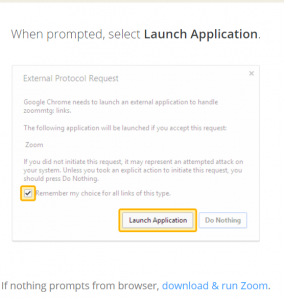 When prompted, select Launch Application.
External Protocol Request
×
Google Chrome needs to launch an external application to handle
zoommtg: links.
The following application will be launched if you accept this request:
Zoom
If you did not initiate this request, it may represent an attempted attack on
your system. Unless you took an explicit action to initiate this request, you
should press Do Nothing.
Remember my choice for all links of this type.
Launch Application Do Nothing
If nothing prompts from browser, download & run Zoom.